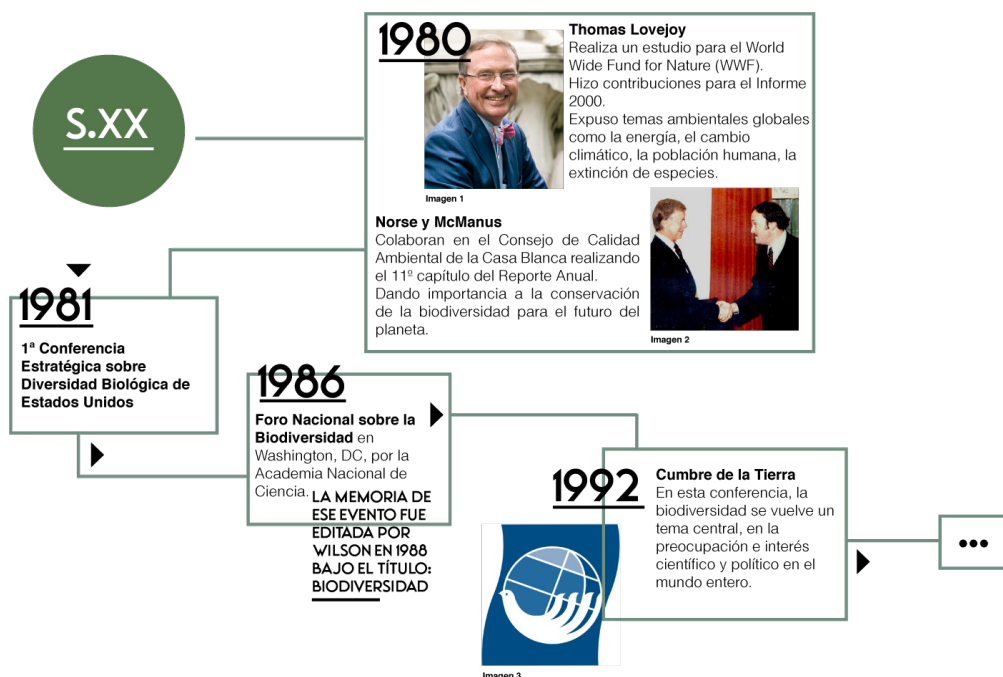 S.XX
1980
Thomas Lovejoy
Realiza un estudio para el World
Wide Fund for Nature (WWF).
Hizo contribuciones para el Informe
2000.
Expuso temas ambientales globales
como la energía, el cambio
climático, la población humana, la
extinción de especies.
Imagen 1
Norse y McManus
Colaboran en el Consejo de Calidad
Ambiental de la Casa Blanca realizando
el 11º capítulo del Reporte Anual.
Dando importancia a la conservación
de la biodiversidad para el futuro del
planeta.
Imagen 2
1981
1ª Conferencia
Estratégica sobre
Diversidad Biológica de
Estados Unidos
1986
Foro Nacional sobre la
Biodiversidad en
Washington, DC, por la
Academia Nacional de
Ciencia.
LA MEMORIA DE
ESE EVENTO FUE
EDITADA POR
WILSON EN 1988
BAJO EL TÍTULO:
BIODIVERSIDAD
1992
Cumbre de la Tierra
En esta conferencia, la
biodiversidad se vuelve un
tema central, en la
preocupación e interés
científico y político en el
mundo entero.
Imagen 3
...